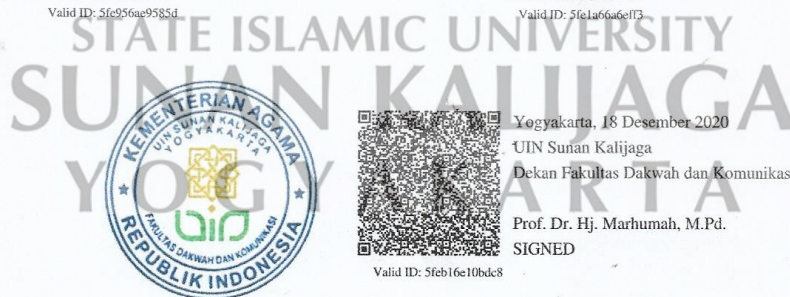 Valid ID: 5fe956ae9585d
Valid ID: 5fe1a66a6eff3
STATE ISLAMIC UNIVERSITY
SUNAN KALIJAGA
YOGYAKARTA
KEMENTERIAN AGAMA
UIN SUNAN KALIJAGA
YOGYAKARTA
uin
FAKULTAS DAKWAH DAN KOMUNIKASI
REPUBLIK INDONESIA
Valid ID: 5feb16e10bdc8
Yogyakarta, 18 Desember 2020
UIN Sunan Kalijaga
Dekan Fakultas Dakwah dan Komunikas
Prof. Dr. Hj. Marhumah, M.Pd.
SIGNED